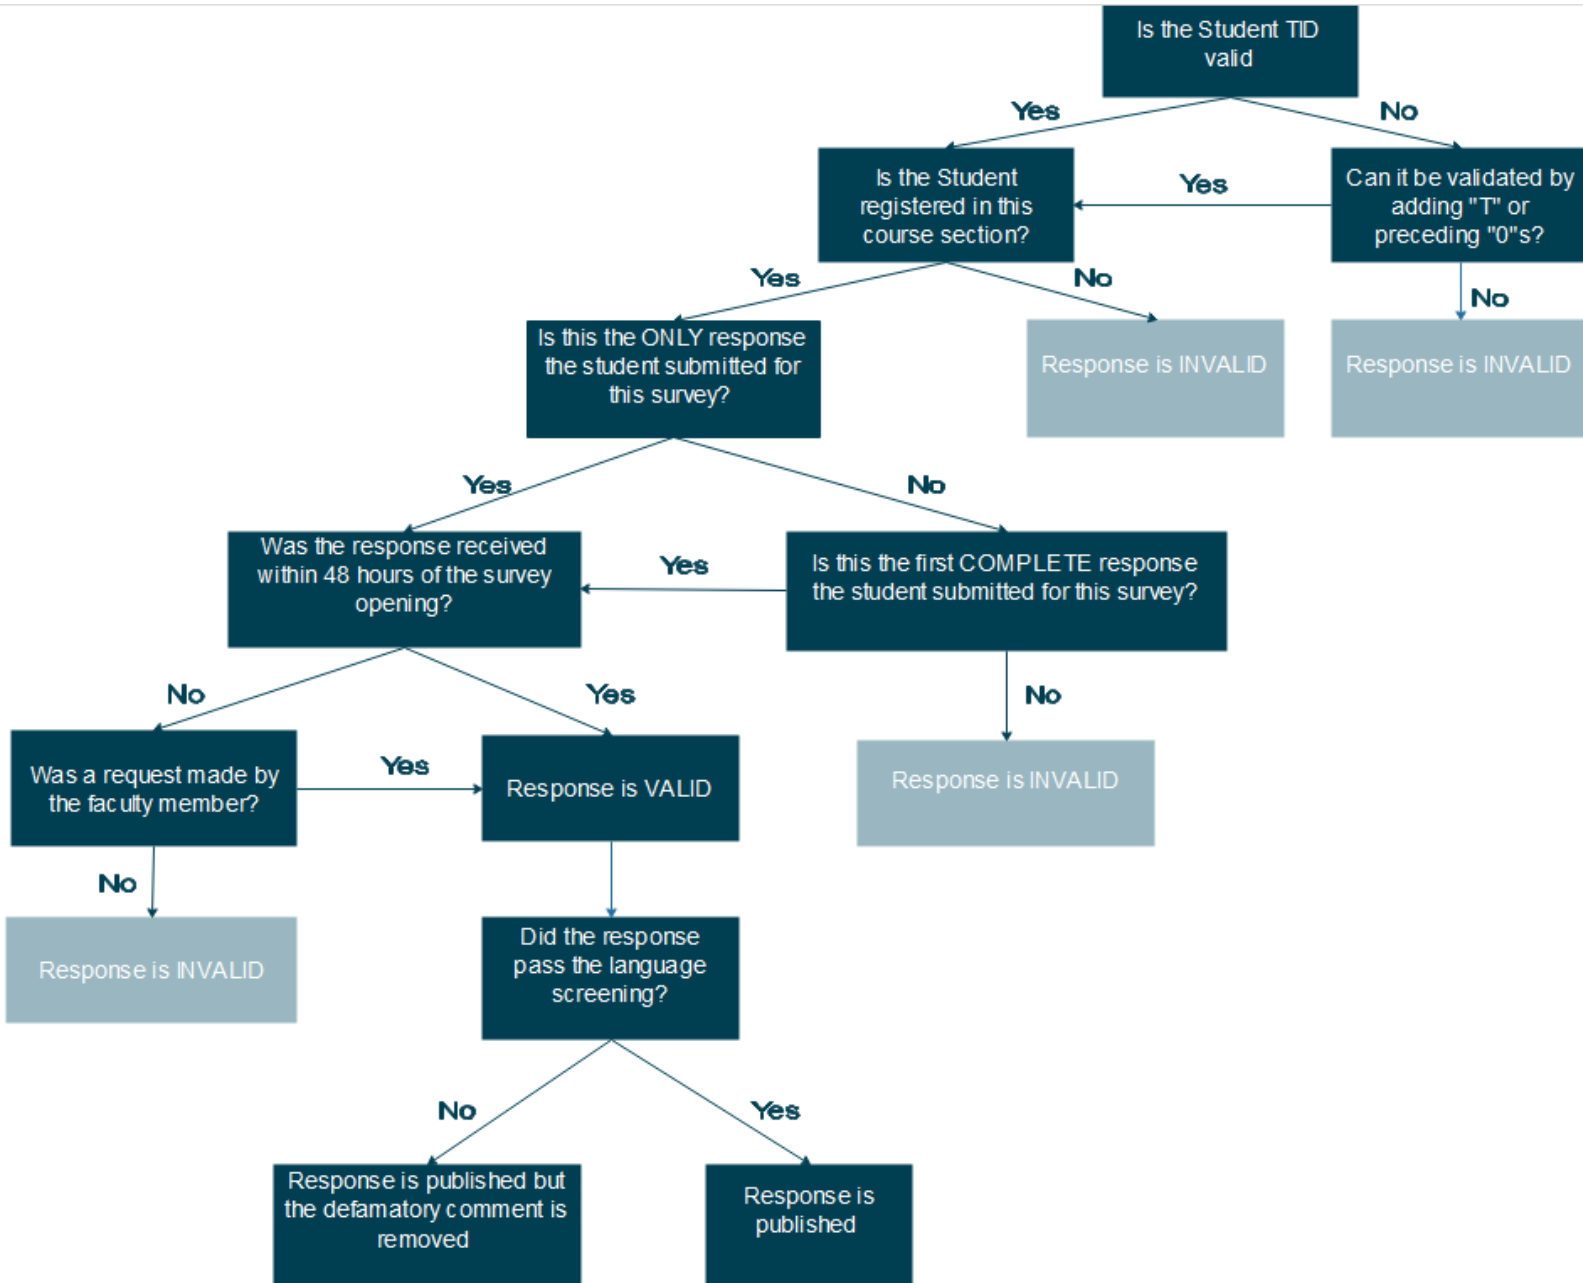 Is the Student TID
valid
Yes
No
Is the Student
registered in this
course section?
Yes
Can it be validated by
adding "T" or
preceding "0"s?
Yes
No
No
Is this the ONLY response
the student submitted for
this survey?
Response is INVALID
Response is INVALID
Yes
No
Was the response received
within 48 hours of the survey
opening?
Yes
Is this the first COMPLETE response
the student submitted for this survey?
No
Yes
No
Was a request made by
the faculty member?
Yes
Response is VALID
Response is INVALID
No
Response is INVALID
Did the response
pass the language
screening?
No
Yes
Response is published but
the defamatory comment is
removed
Response is
published